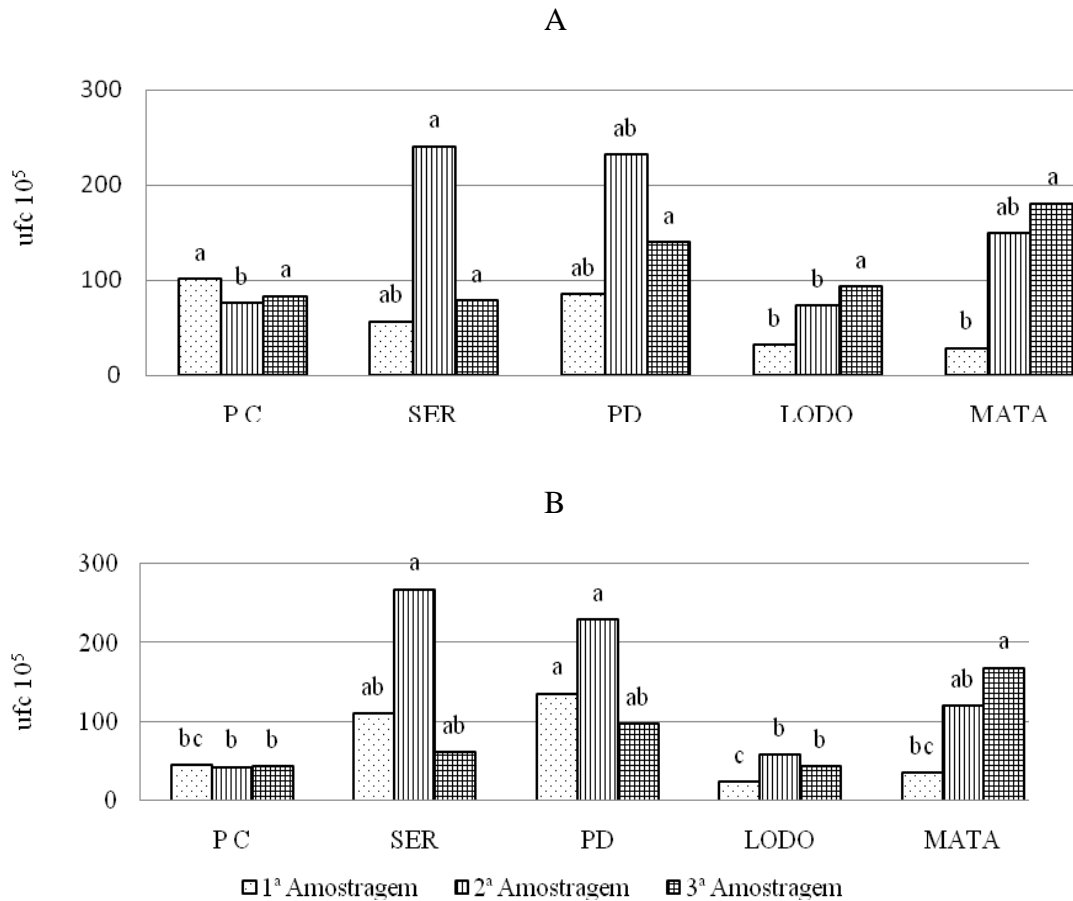 A
300
200
100
0
ufc 10⁵
a b a
ab a a
ab ab a
b b a
b ab a
P C SER PD LODO MATA
B
300
200
100
0
ufc 10⁵
bc b b
ab a ab
a a ab
c b b
bc ab a
P C SER PD LODO MATA
1ª Amostragem 2ª Amostragem 3ª Amostragem